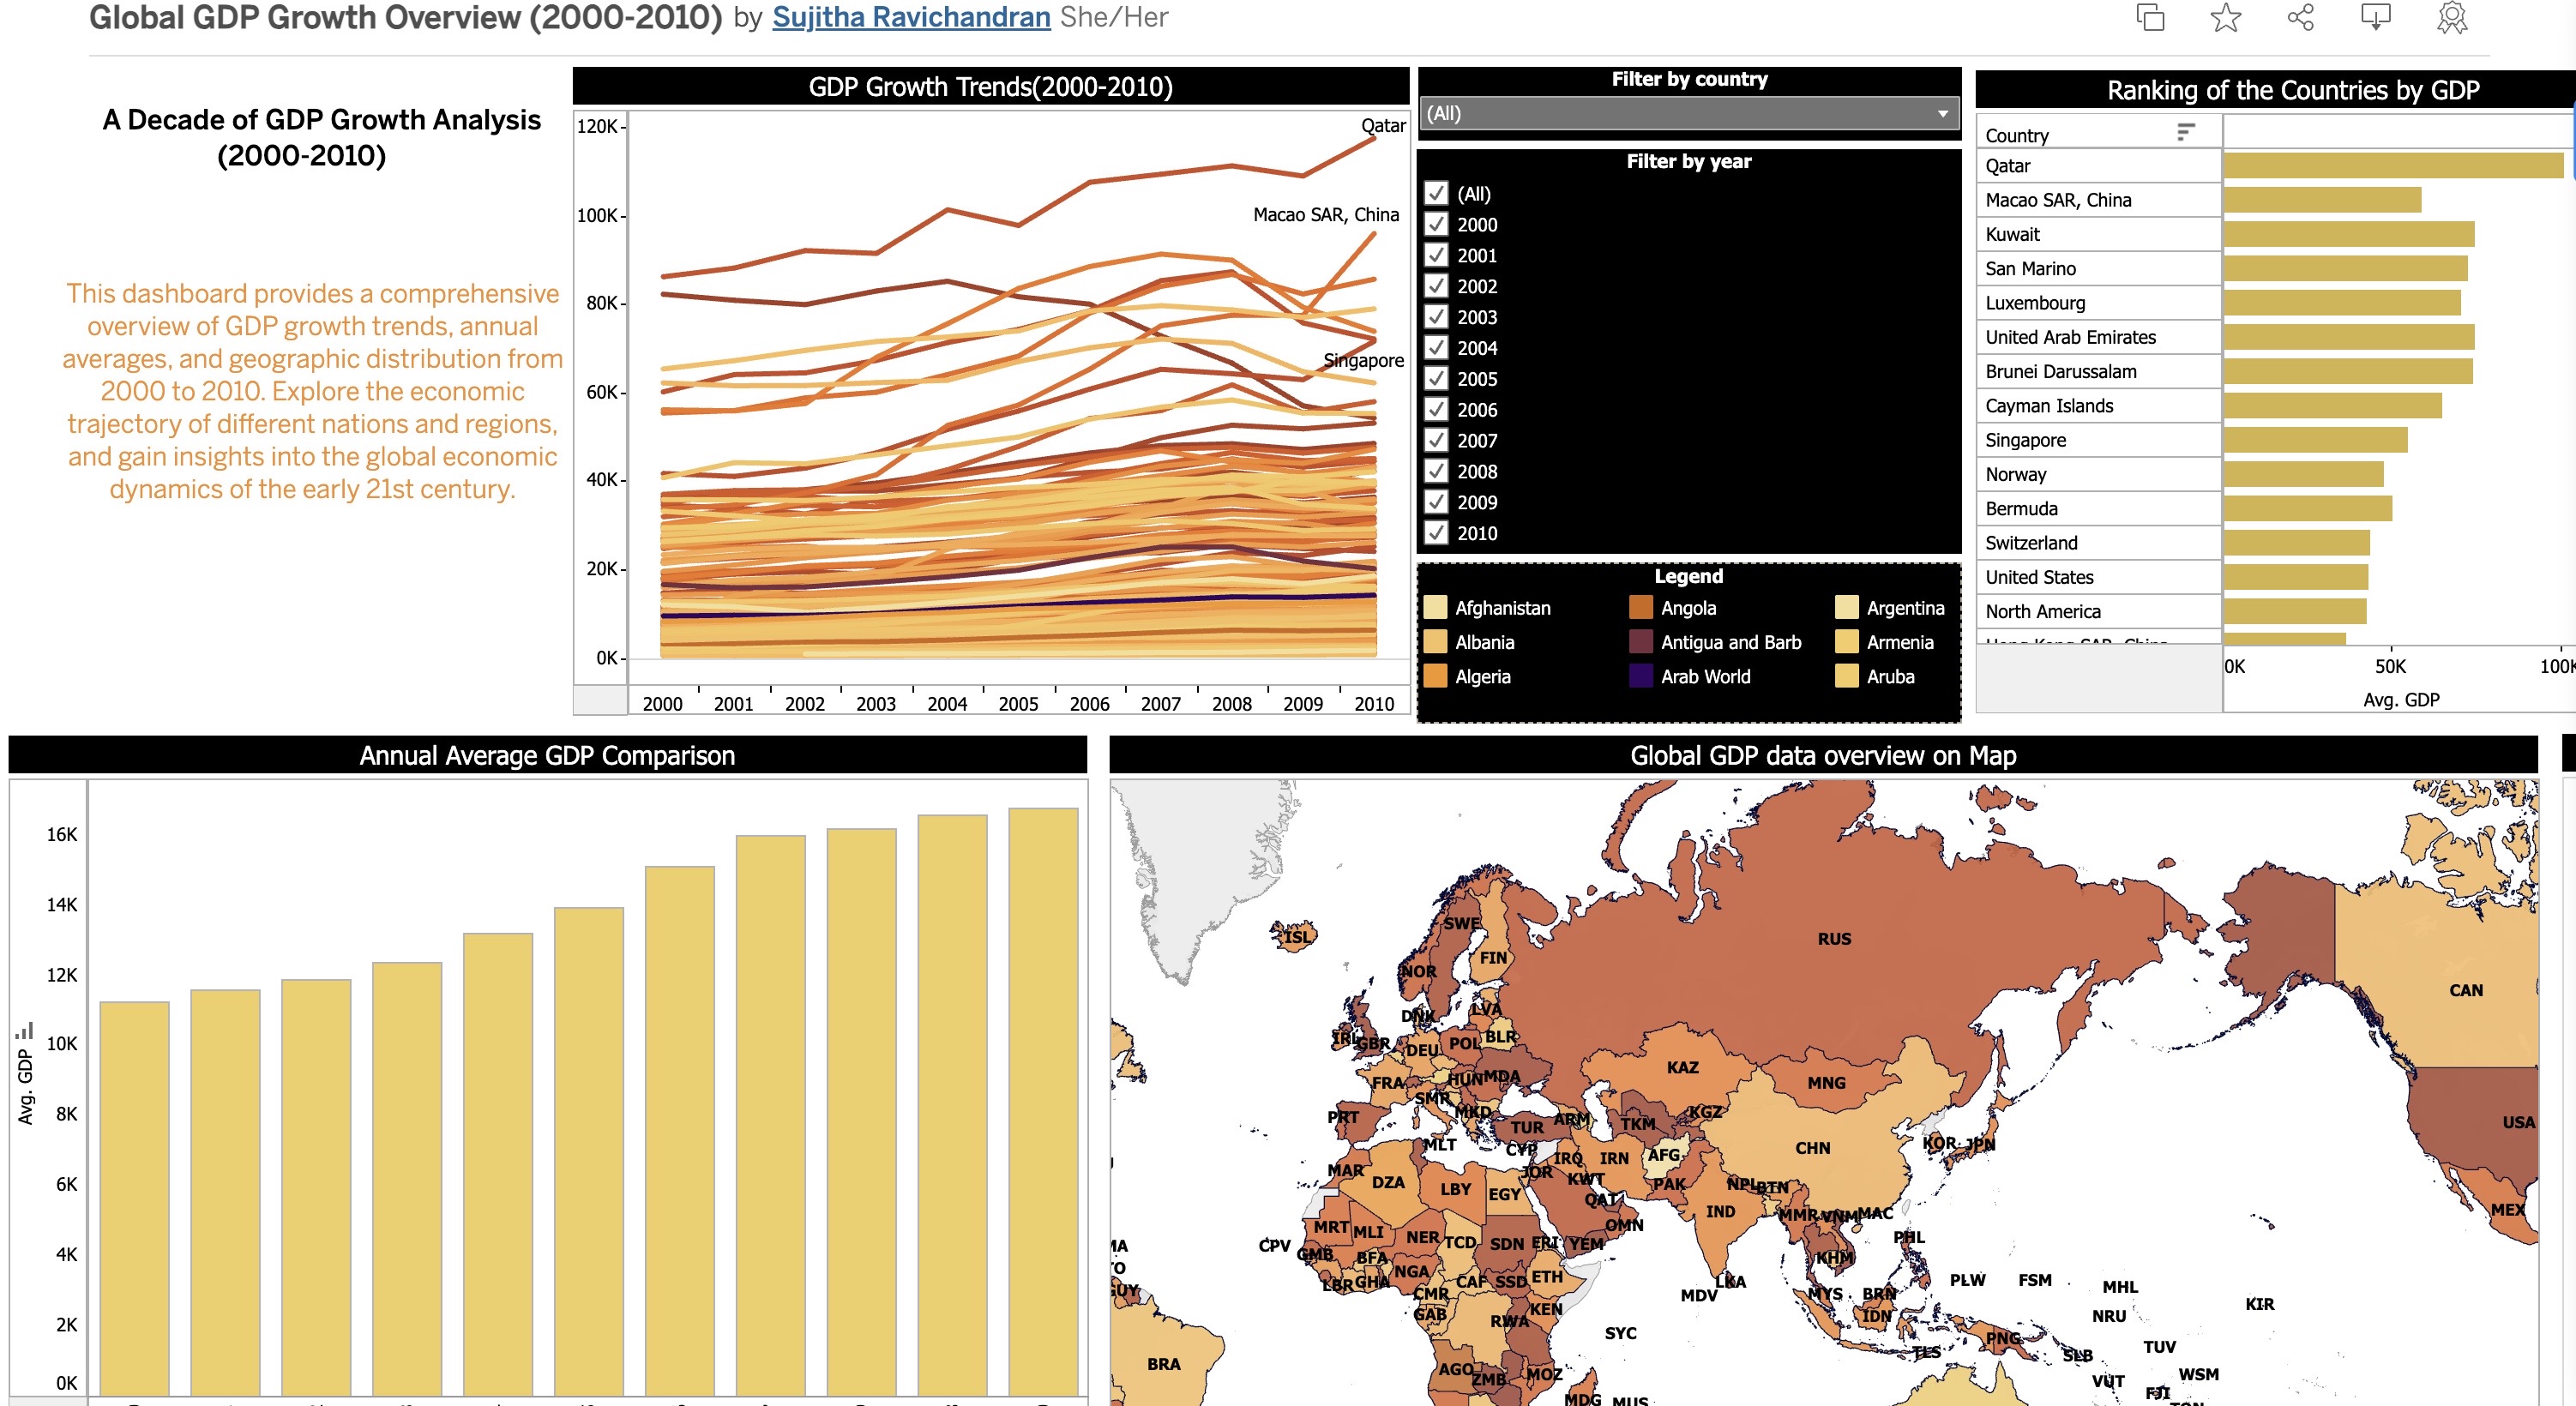 Global GDP Growth Overview (2000-2010) by Sujitha Ravichandran She/Her
A Decade of GDP Growth Analysis
(2000-2010)
This dashboard provides a comprehensive
overview of GDP growth trends, annual
averages, and geographic distribution from
2000 to 2010. Explore the economic
trajectory of different nations and regions,
and gain insights into the global economic
dynamics of the early 21st century.
GDP Growth Trends(2000-2010)
120K
100K
80K
60K
40K
20K
0K
Qatar
Macao SAR, China
Singapore
2000 2001 2002 2003 2004 2005 2006 2007 2008 2009 2010
Filter by country
(All)
Filter by year
(All)
2000
2001
2002
2003
2004
2005
2006
2007
2008
2009
2010
Legend
Afghanistan Angola Argentina
Albania Antigua and Barb Armenia
Algeria Arab World Aruba
Ranking of the Countries by GDP
Country
Qatar
Macao SAR, China
Kuwait
San Marino
Luxembourg
United Arab Emirates
Brunei Darussalam
Cayman Islands
Singapore
Norway
Bermuda
Switzerland
United States
North America
Hong Kong SAR, China
0K 50K 100K
Avg. GDP
Annual Average GDP Comparison
16K
14K
12K
10K
8K
6K
4K
2K
0K
Avg. GDP
Global GDP data overview on Map
ISL
SWE
FIN
NOR
RUS
CAN
DNK
LVA
IRL
GBR
DEU
POL
BLR
FRA
HUN
MDA
KAZ
MNG
SMR
MKD
PRT
TUR
ARM
TKM
KGZ
USA
MLT
CYP
IRQ
IRN
AFG
CHN
KOR
JPN
MAR
DZA
LBY
EGY
JOR
KWT
PAK
NPL
BTN
QAT
IND
MMR
VNM
MAC
MEX
MRT
MLI
NER
TCD
SDN
ERI
YEM
OMN
PHL
CPV
GMB
BFA
NGA
KHM
LBR
GHA
CAF
SSD
ETH
LKA
MDV
MYS
BRN
PLW
FSM
MHL
GUY
CMR
GAB
RWA
KEN
SYC
IDN
NRU
KIR
BRA
AGO
ZMB
MOZ
PNG
TLS
SLB
TUV
WSM
VUT
FJI
MDG
MUS